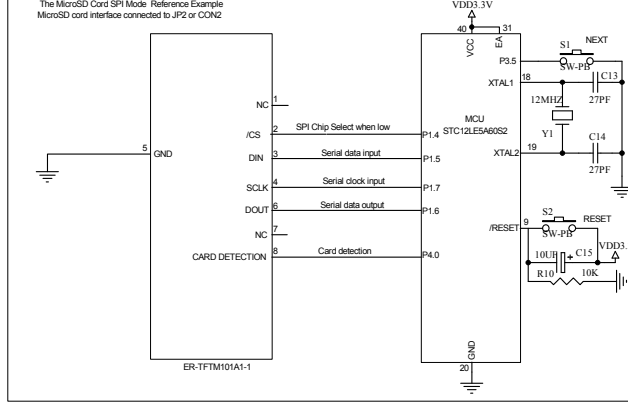 The MicroSD Cord SPI Mode Reference Example
MicroSD cord interface connected to JP2 or CON2
VDD3.3V
40
31
VCC
EA
S1
NEXT
P3.5
SW-PB
XTAL1
18
C13
27PF
12MHZ
Y1
MCU
STC12LE5A60S2
XTAL2
19
C14
27PF
NC
1
/CS
2
SPI Chip Select when low
P1.4
5
GND
DIN
3
Serial data input
P1.5
SCLK
4
Serial clock input
P1.7
DOUT
6
Serial data output
P1.6
NC
7
CARD DETECTION
8
Card detection
P4.0
/RESET
9
S2
RESET
SW-PB
VDD3.
10UF
+
C15
R10
10K
GND
20
ER-TFTM101A1-1